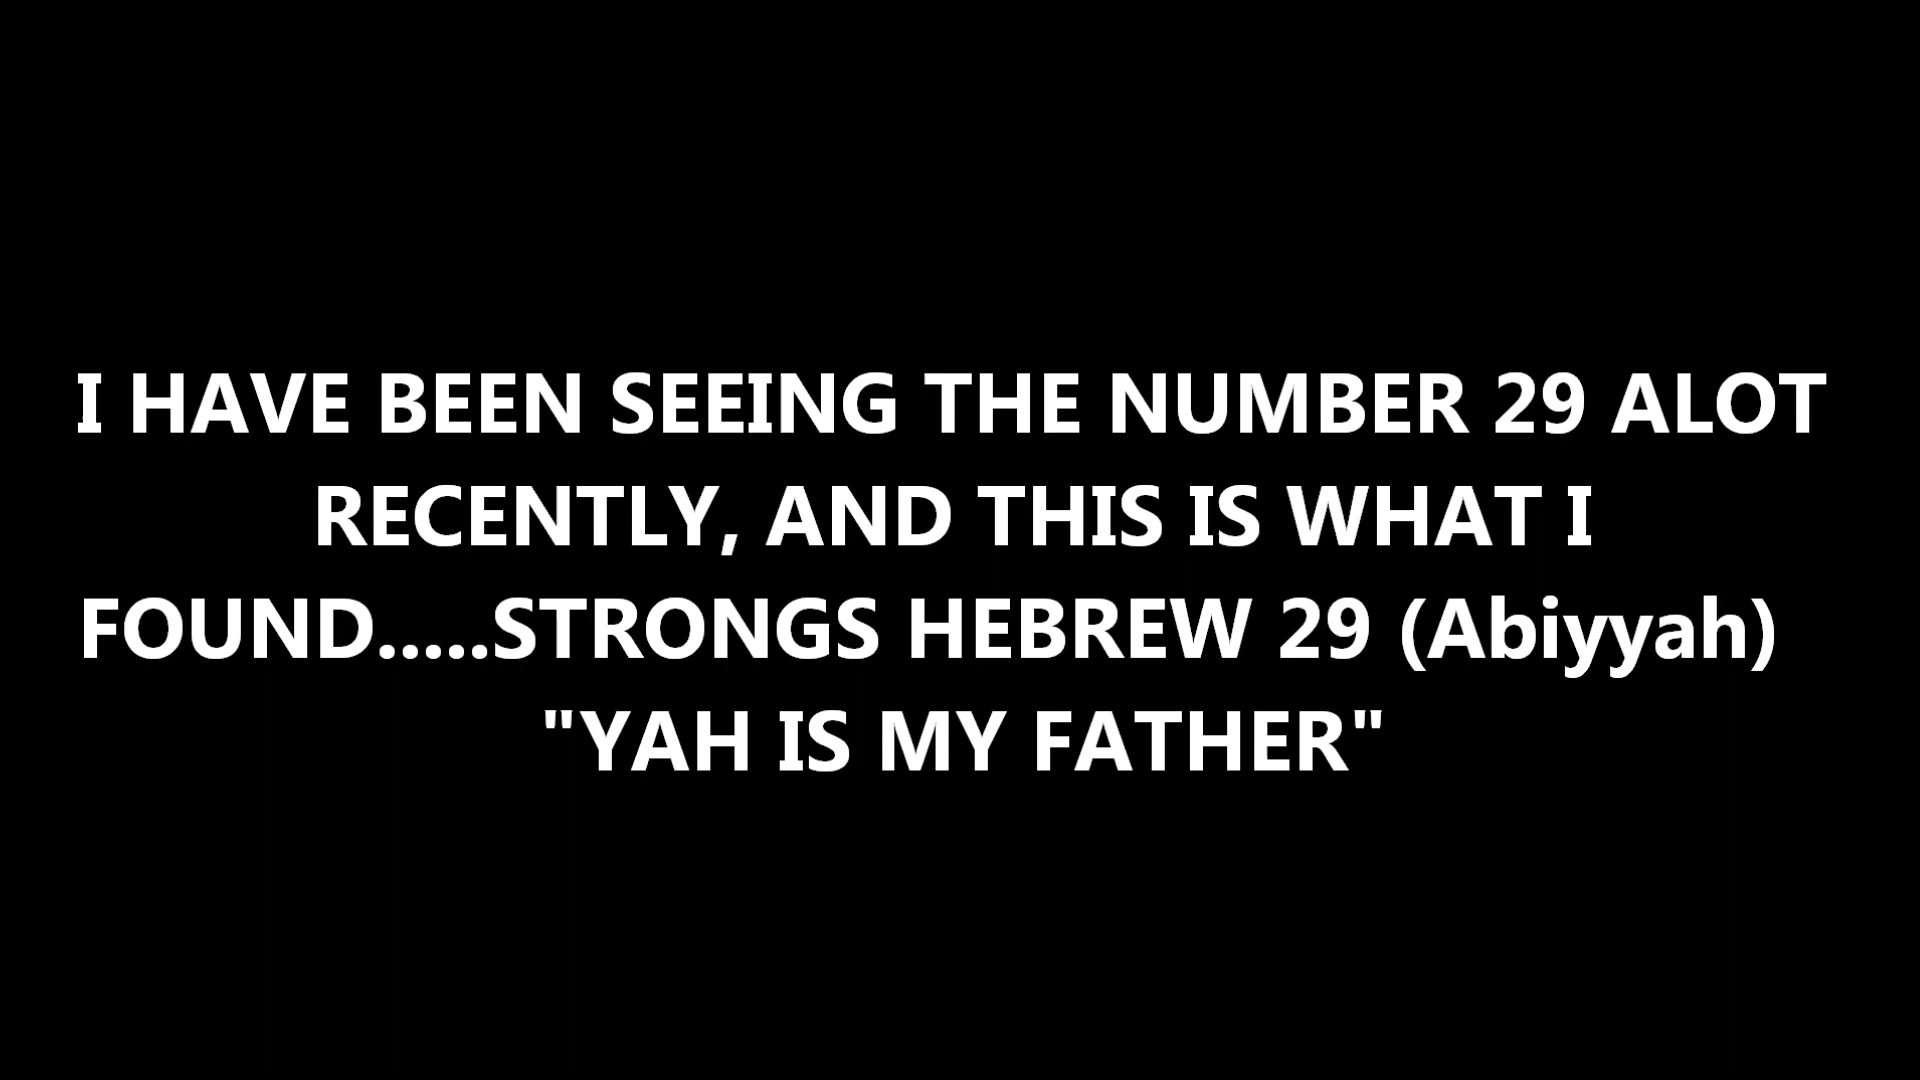 I HAVE BEEN SEEING THE NUMBER 29 ALOT
RECENTLY, AND THIS IS WHAT I
FOUND.....STRONGS HEBREW 29 (Abiyyah)
"YAH IS MY FATHER"